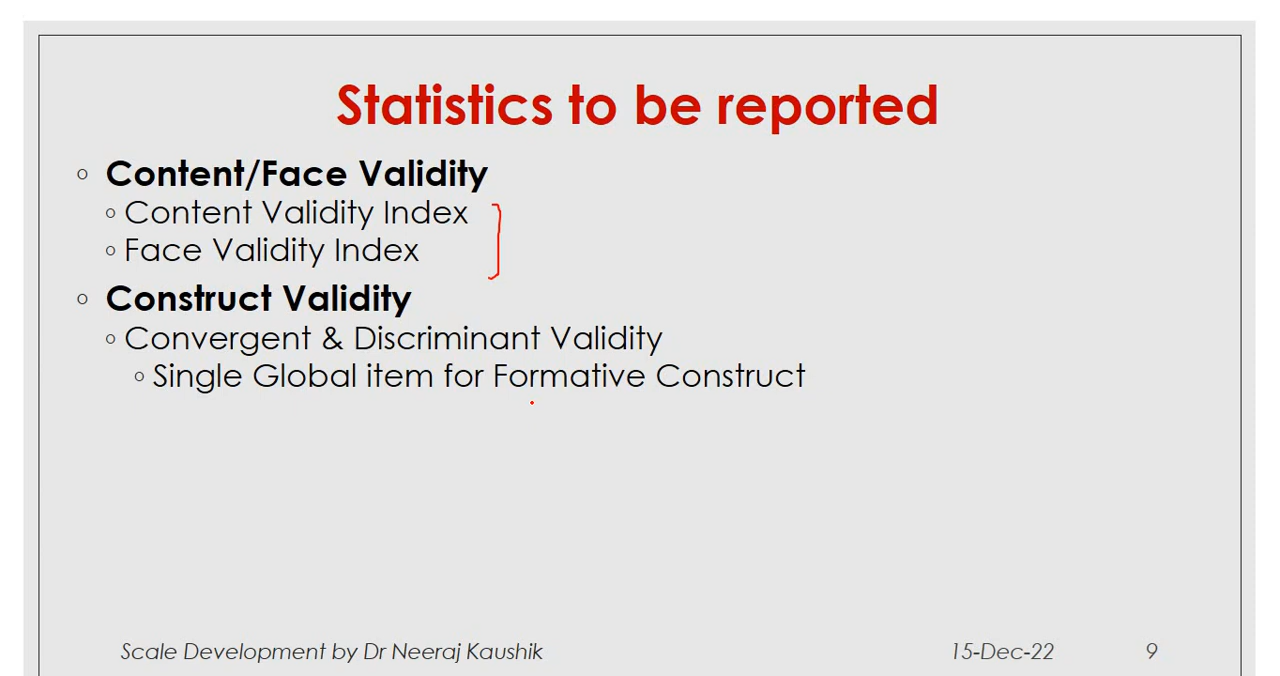 Statistics to be reported
◦ Content/Face Validity
◦ Content Validity Index
◦ Face Validity Index
◦ Construct Validity
◦ Convergent & Discriminant Validity
◦ Single Global item for Formative Construct
Scale Development by Dr Neeraj Kaushik 15-Dec-22 9